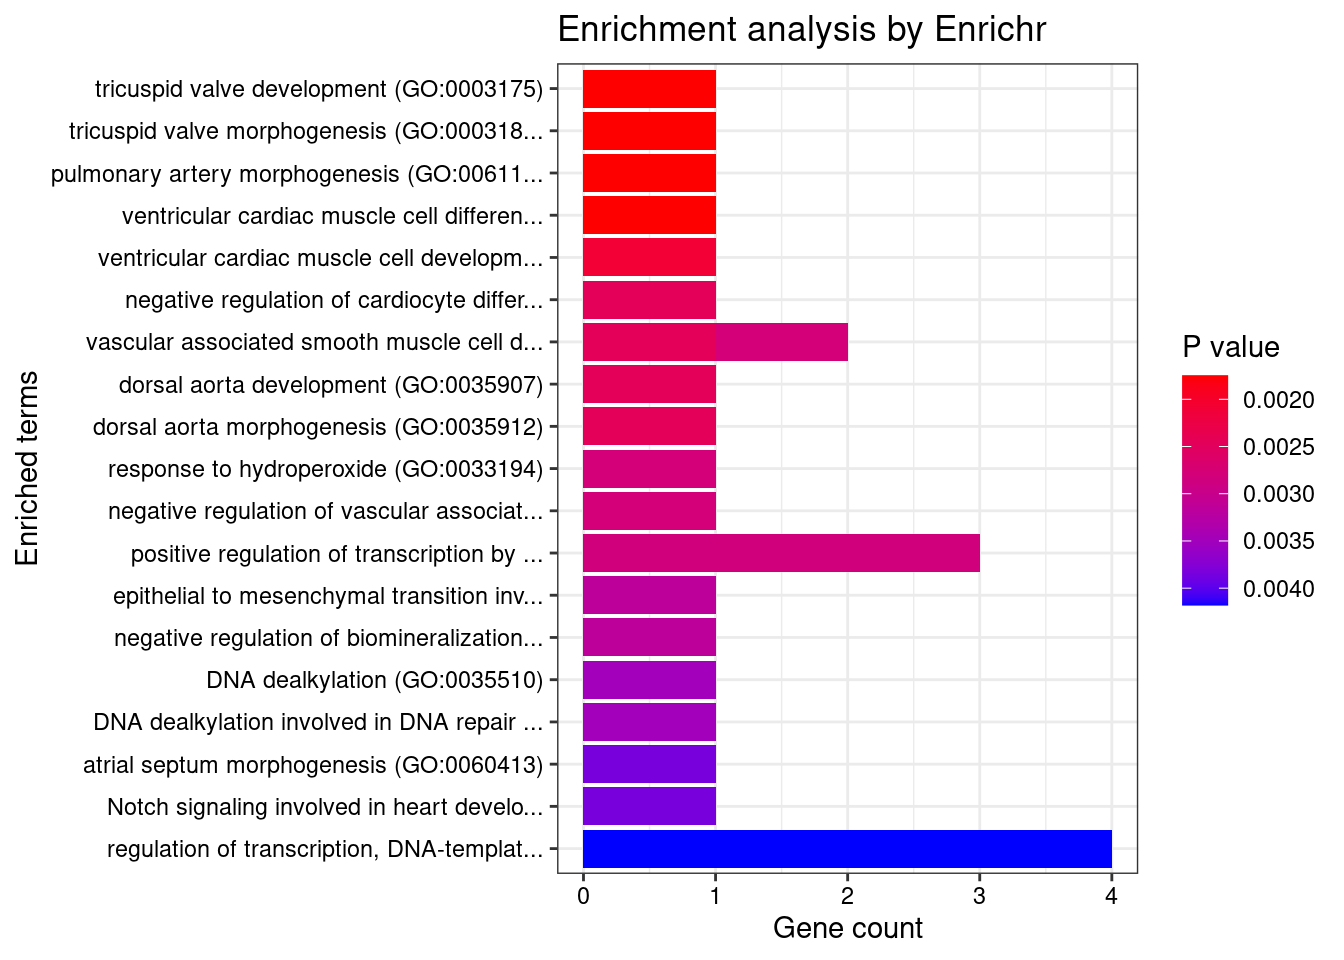 Enrichment analysis by Enrichr
tricuspid valve development (GO:0003175)
tricuspid valve morphogenesis (GO:000318...
pulmonary artery morphogenesis (GO:00611...
ventricular cardiac muscle cell differen...
ventricular cardiac muscle cell developm...
negative regulation of cardiocyte differ...
vascular associated smooth muscle cell d...
dorsal aorta development (GO:0035907)
dorsal aorta morphogenesis (GO:0035912)
response to hydroperoxide (GO:0033194)
negative regulation of vascular associat...
positive regulation of transcription by ...
epithelial to mesenchymal transition inv...
negative regulation of biomineralization...
DNA dealkylation (GO:0035510)
DNA dealkylation involved in DNA repair ...
atrial septum morphogenesis (GO:0060413)
Notch signaling involved in heart develo...
regulation of transcription, DNA-templat...
Enriched terms
0 1 2 3 4
Gene count
P value
0.0020
0.0025
0.0030
0.0035
0.0040